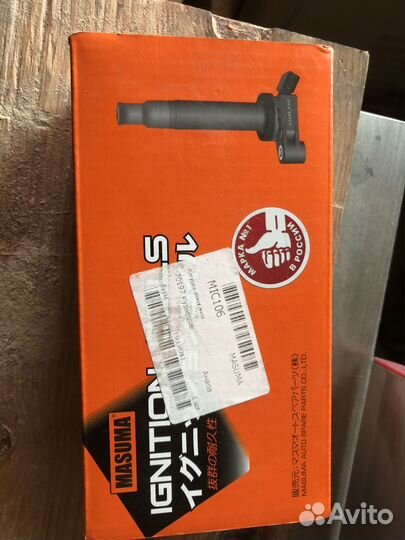 MASUMA
IGNITION
S
イグニッ
抜群の耐久性
MIC106
MASUMA
МАРКА №1
В РОССИИ
MASUMA
販売元:マスマオートスペアパーツ(株)
MASUMA AUTO SPARE PARTS CO.,LTD.
Avito